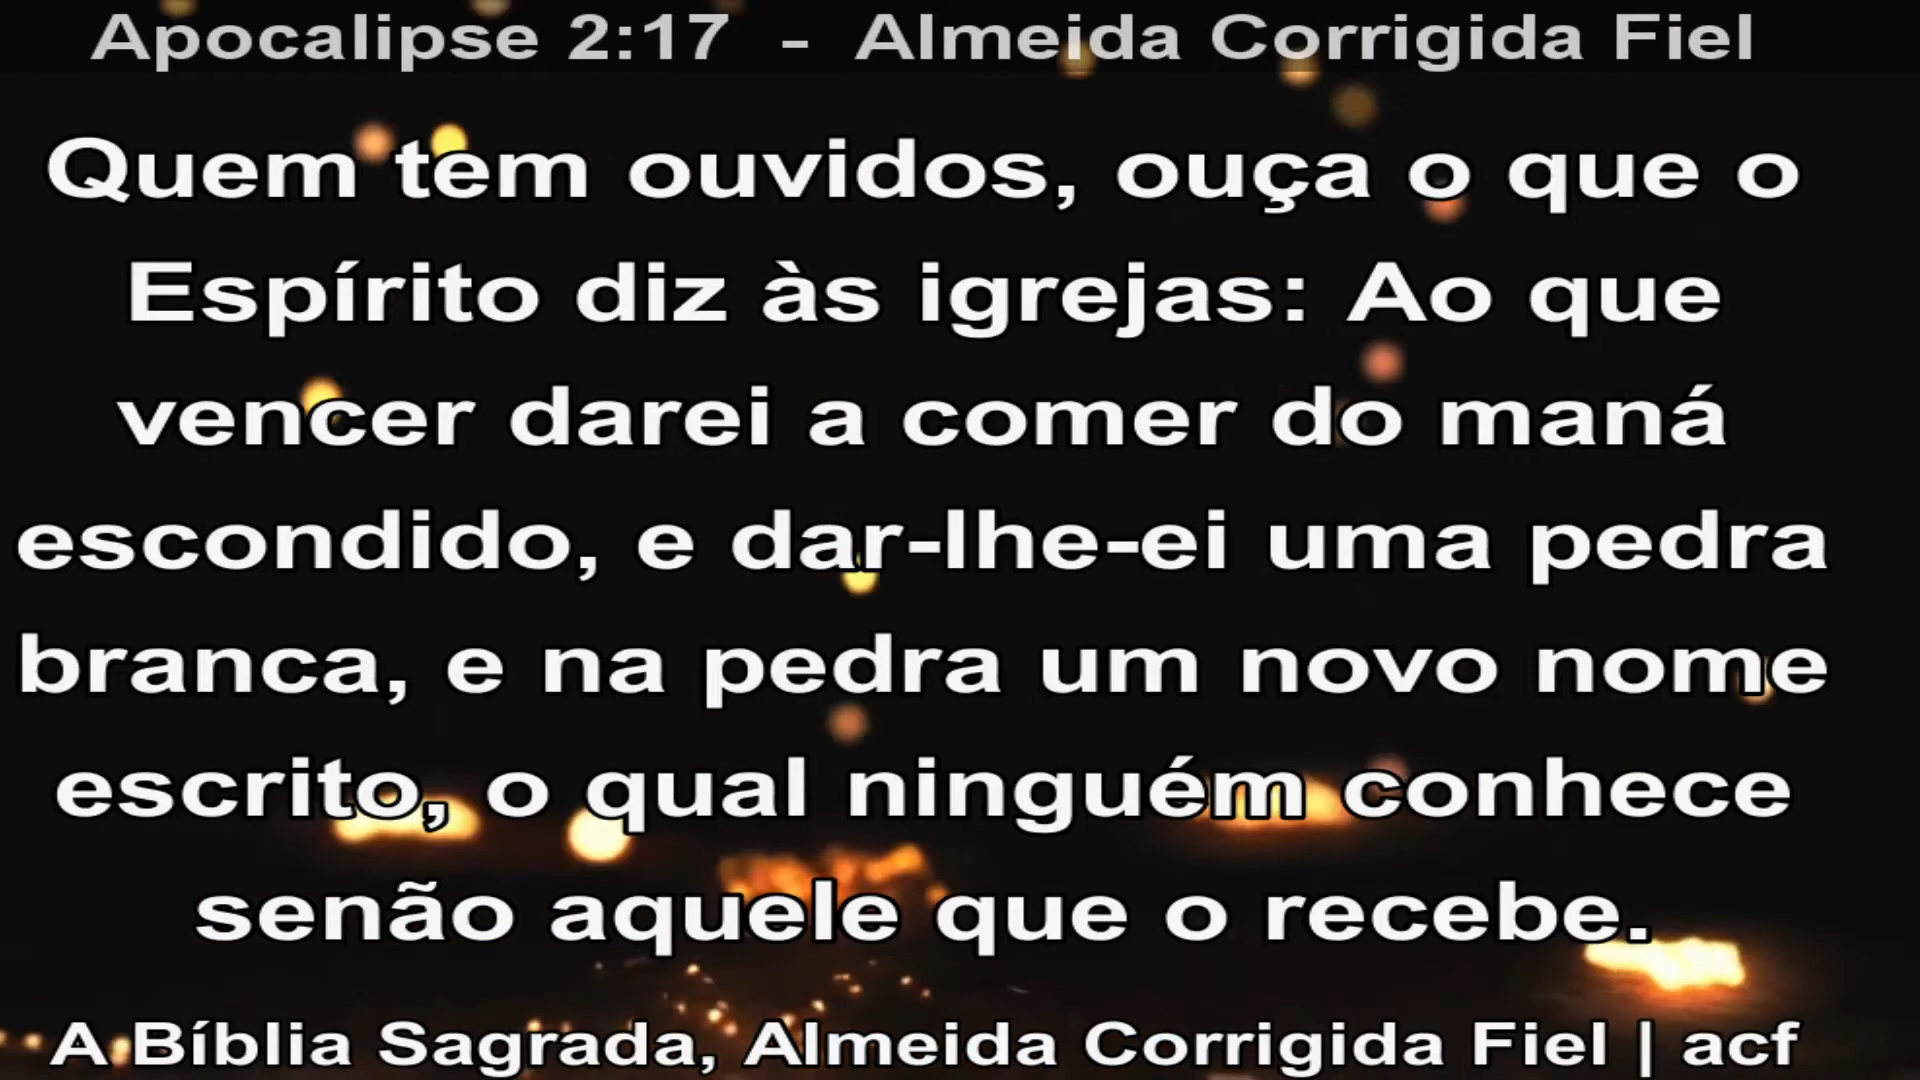 Apocalipse 2:17 - Almeida Corrigida Fiel
Quem tem ouvidos, ouça o que o
Espírito diz às igrejas: Ao que
vencer darei a comer do maná
escondido, e dar-lhe-ei uma pedra
branca, e na pedra um novo nome
escrito, o qual ninguém conhece
senão aquele que o recebe.
A Bíblia Sagrada, Almeida Corrigida Fiel | acf